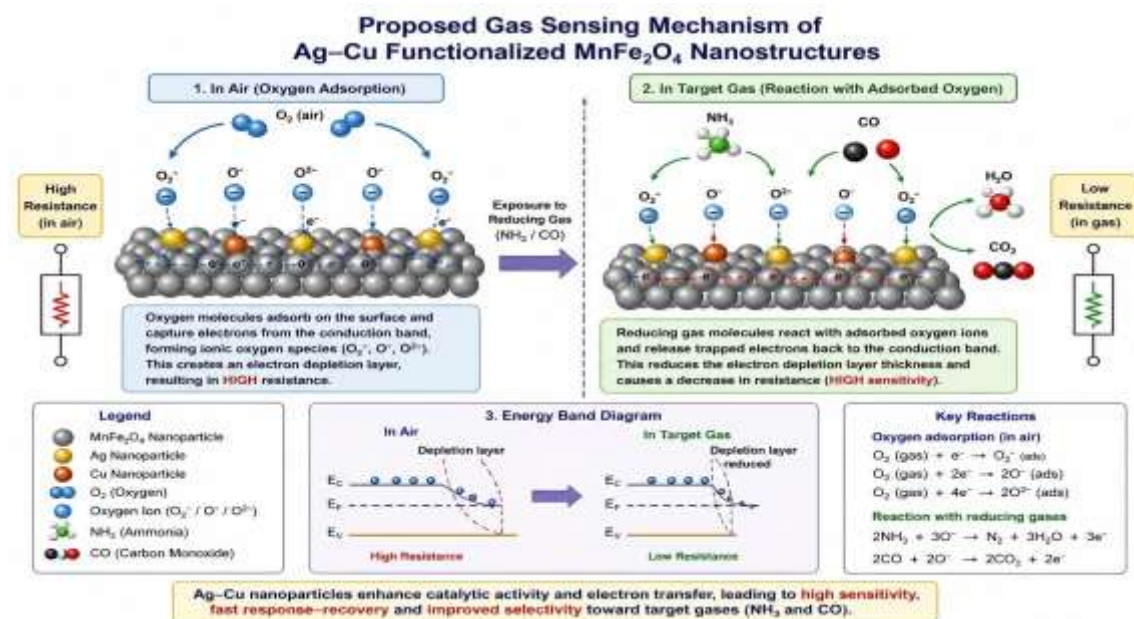 Proposed Gas Sensing Mechanism of
Ag–Cu Functionalized MnFe₂O₄ Nanostructures
1. In Air (Oxygen Adsorption)
O₂ (air)
O₂⁻ O⁻ O²⁻ O⁻ O₂⁻
High
Resistance
(in air)
e⁻ e⁻ e⁻
Oxygen molecules adsorb on the surface and
capture electrons from the conduction band,
forming ionic oxygen species (O₂⁻, O⁻, O²⁻).
This creates an electron depletion layer,
resulting in HIGH resistance.
Exposure to
Reducing Gas
(NH₃ / CO)
2. In Target Gas (Reaction with Adsorbed Oxygen)
NH₃ CO
O₂⁻ O⁻ O²⁻ O⁻ O₂⁻
H₂O
CO₂
Low
Resistance
(in gas)
Reducing gas molecules react with adsorbed oxygen ions
and release trapped electrons back to the conduction band.
This reduces the electron depletion layer thickness and
causes a decrease in resistance (HIGH sensitivity).
Legend
MnFe₂O₄ Nanoparticle
Ag Nanoparticle
Cu Nanoparticle
O₂ (Oxygen)
Oxygen Ion (O₂⁻ / O⁻ / O²⁻)
NH₃ (Ammonia)
CO (Carbon Monoxide)
3. Energy Band Diagram
In Air
Depletion layer
E_C
E_F
E_V
High Resistance
In Target Gas
Depletion layer
reduced
E_C
E_F
E_V
Low Resistance
Key Reactions
Oxygen adsorption (in air)
O₂ (gas) + e⁻ → O₂⁻ (ads)
O₂ (gas) + 2e⁻ → 2O⁻ (ads)
O₂ (gas) + 4e⁻ → 2O²⁻ (ads)
Reaction with reducing gases
2NH₃ + 3O⁻ → N₂ + 3H₂O + 3e⁻
2CO + 2O⁻ → 2CO₂ + 2e⁻
Ag–Cu nanoparticles enhance catalytic activity and electron transfer, leading to high sensitivity,
fast response–recovery and improved selectivity toward target gases (NH₃ and CO).